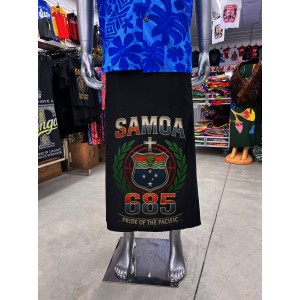 SAMOA
685
PRIDE OF THE PACIFIC